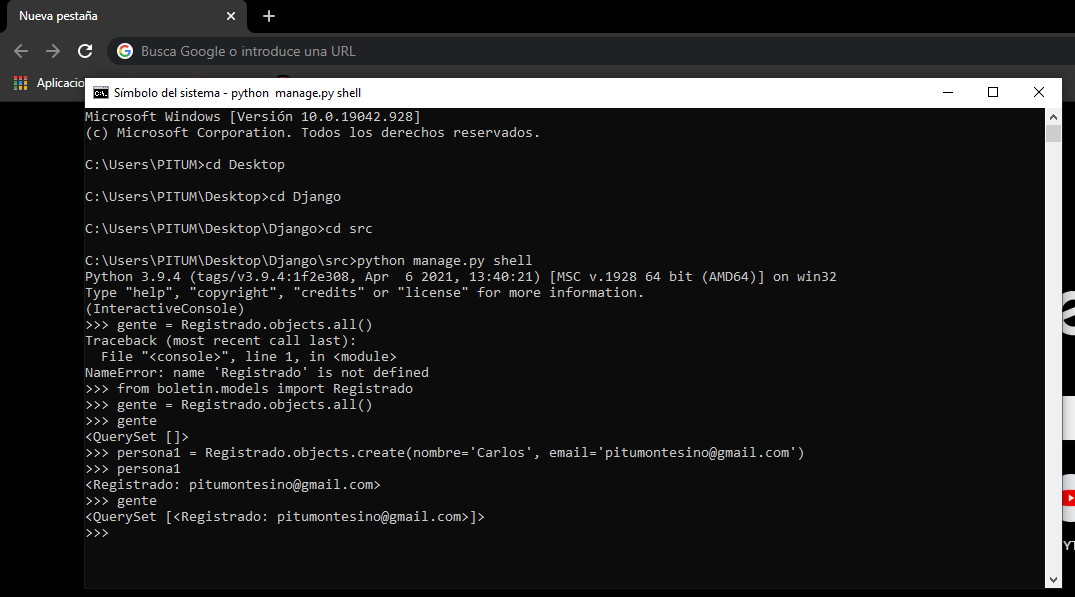 Nueva pestaña
Busca Google o introduce una URL
Aplicacio
Símbolo del sistema - python  manage.py shell
Microsoft Windows [Versión 10.0.19042.928]
(c) Microsoft Corporation. Todos los derechos reservados.
C:\Users\PITUM>cd Desktop
C:\Users\PITUM\Desktop>cd Django
C:\Users\PITUM\Desktop\Django>cd src
C:\Users\PITUM\Desktop\Django\src>python manage.py shell
Python 3.9.4 (tags/v3.9.4:1f2e308, Apr  6 2021, 13:40:21) [MSC v.1928 64 bit (AMD64)] on win32
Type "help", "copyright", "credits" or "license" for more information.
(InteractiveConsole)
>>> gente = Registrado.objects.all()
Traceback (most recent call last):
  File "<console>", line 1, in <module>
NameError: name 'Registrado' is not defined
>>> from boletin.models import Registrado
>>> gente = Registrado.objects.all()
>>> gente
<QuerySet []>
>>> persona1 = Registrado.objects.create(nombre='Carlos', email='pitumontesino@gmail.com')
>>> persona1
<Registrado: pitumontesino@gmail.com>
>>> gente
<QuerySet [<Registrado: pitumontesino@gmail.com>]>
>>>
YT